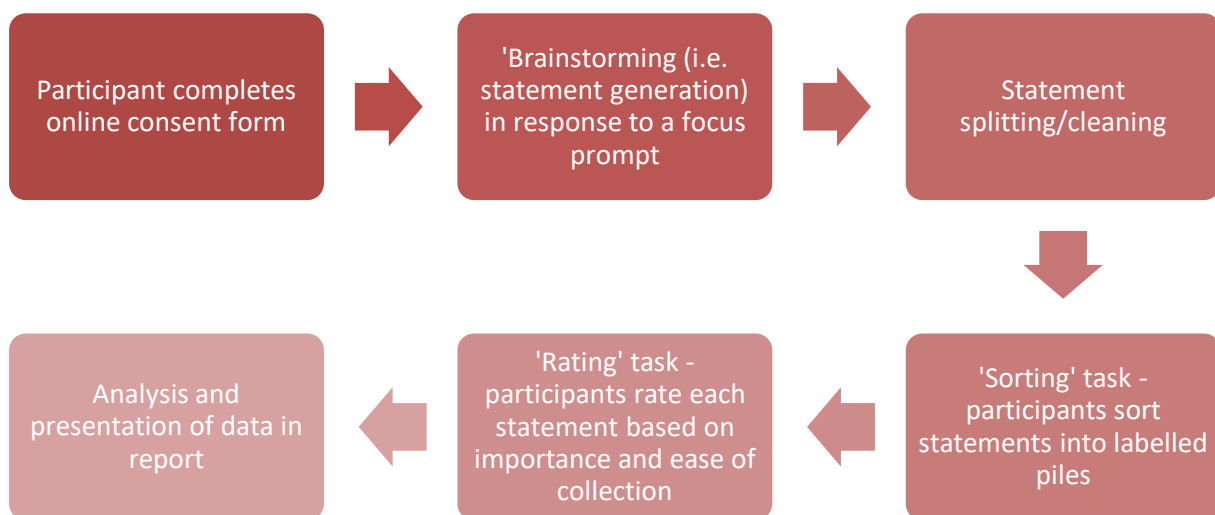 Participant completes
online consent form
'Brainstorming (i.e.
statement generation)
in response to a focus
prompt
Statement
splitting/cleaning
'Sorting' task -
participants sort
statements into labelled
piles
'Rating' task -
participants rate each
statement based on
importance and ease of
collection
Analysis and
presentation of data in
report